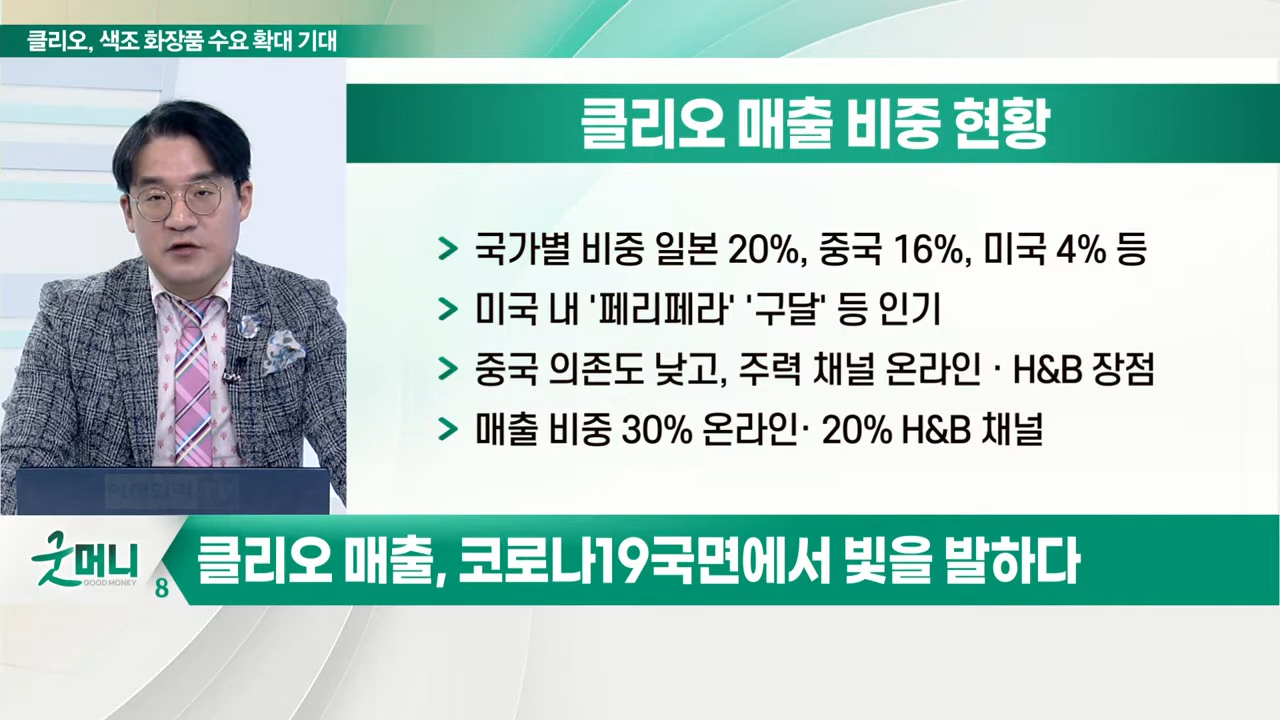 클리오, 색조 화장품 수요 확대 기대
클리오 매출 비중 현황
> 국가별 비중 일본 20%, 중국 16%, 미국 4% 등
> 미국 내 '페리페라' '구달' 등 인기
> 중국 의존도 낮고, 주력 채널 온라인 · H&B 장점
> 매출 비중 30% 온라인· 20% H&B 채널
굿머니
GOOD MONEY
8
클리오 매출, 코로나19국면에서 빛을 발하다